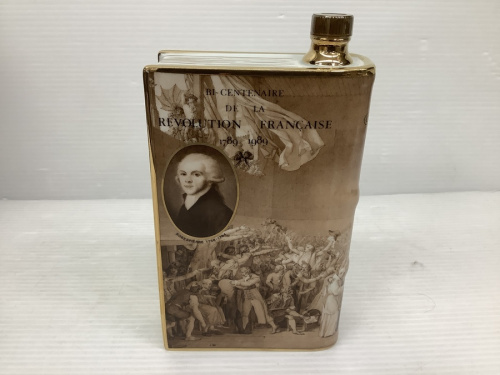 BI-CENTENAIRE
DE LA
REVOLUTION FRANCAISE
1789 1989